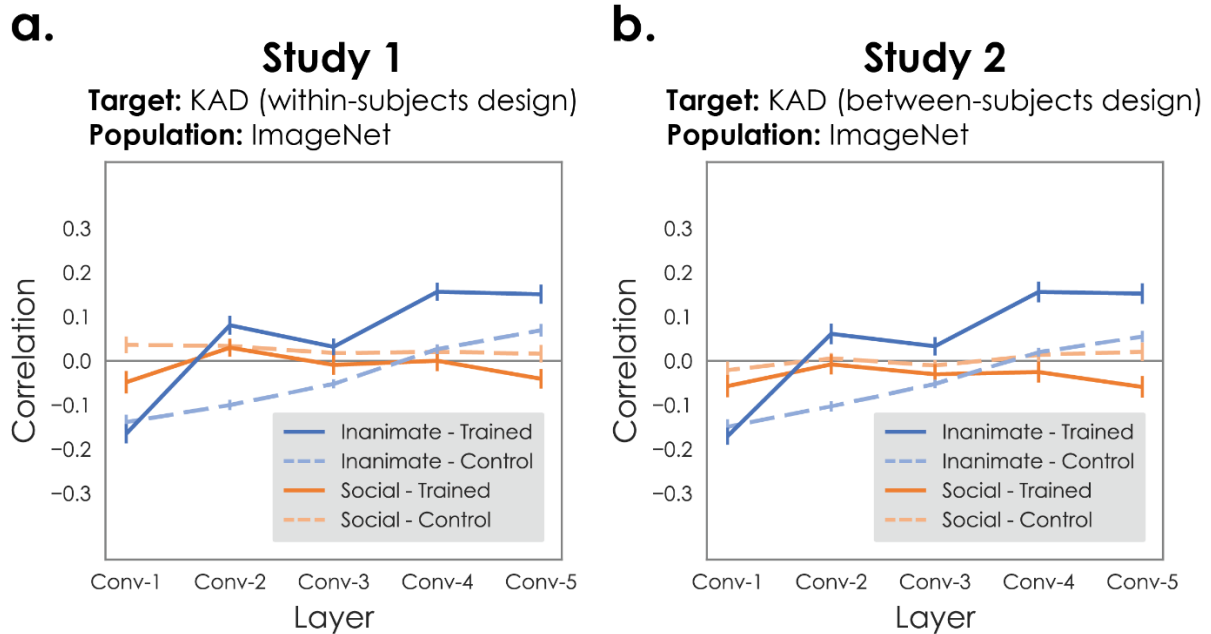 a.
Study 1
Target: KAD (within-subjects design)
Population: ImageNet
Correlation
0.3
0.2
0.1
0.0
−0.1
−0.2
−0.3
Inanimate - Trained
Inanimate - Control
Social - Trained
Social - Control
Conv-1 Conv-2 Conv-3 Conv-4 Conv-5
Layer
b.
Study 2
Target: KAD (between-subjects design)
Population: ImageNet
Correlation
0.3
0.2
0.1
0.0
−0.1
−0.2
−0.3
Inanimate - Trained
Inanimate - Control
Social - Trained
Social - Control
Conv-1 Conv-2 Conv-3 Conv-4 Conv-5
Layer